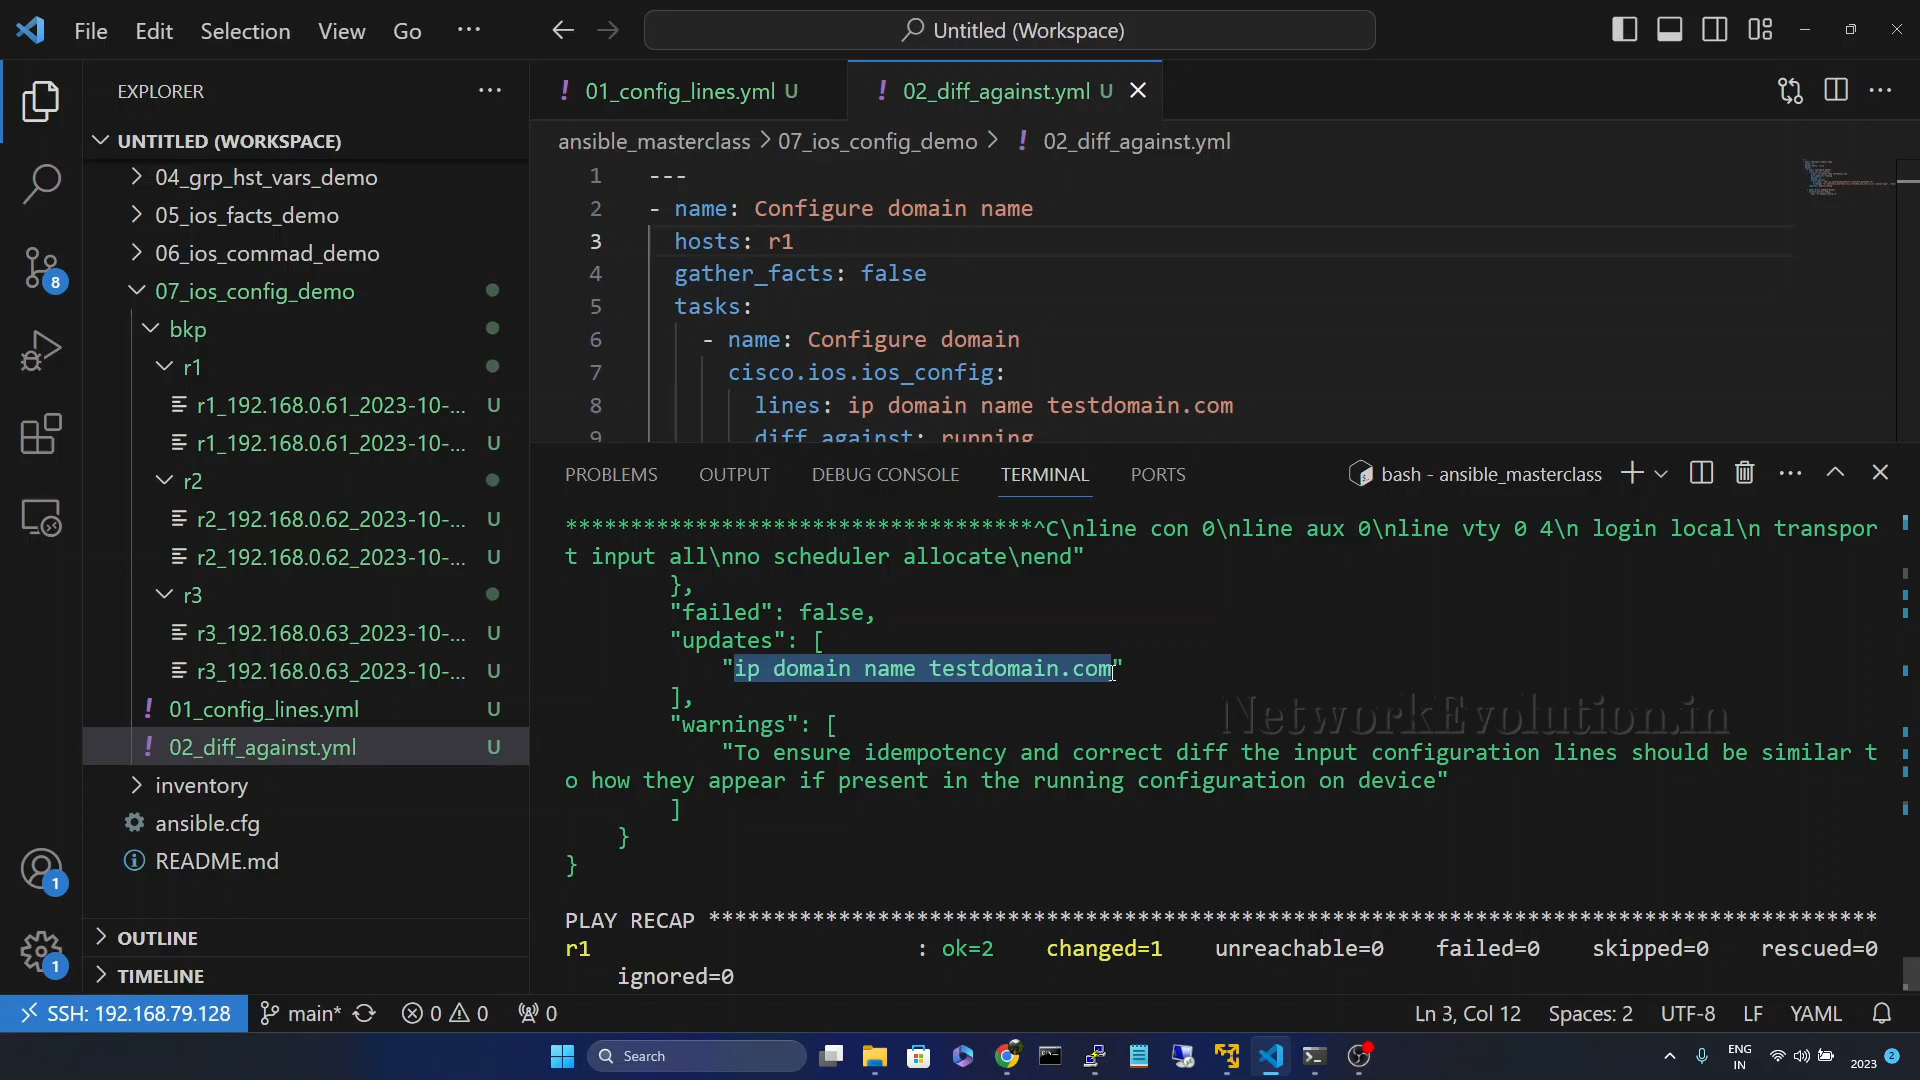 File Edit Selection View Go ···
Untitled (Workspace)
EXPLORER ···
UNTITLED (WORKSPACE)
04_grp_hst_vars_demo
05_ios_facts_demo
06_ios_commad_demo
07_ios_config_demo
bkp
r1
r1_192.168.0.61_2023-10-... U
r1_192.168.0.61_2023-10-... U
r2
r2_192.168.0.62_2023-10-... U
r2_192.168.0.62_2023-10-... U
r3
r3_192.168.0.63_2023-10-... U
r3_192.168.0.63_2023-10-... U
! 01_config_lines.yml U
! 02_diff_against.yml U
inventory
ansible.cfg
README.md
OUTLINE
TIMELINE
8
1
1
! 01_config_lines.yml U ! 02_diff_against.yml U
ansible_masterclass > 07_ios_config_demo > ! 02_diff_against.yml
1 ---
2 - name: Configure domain name
3 hosts: r1
4 gather_facts: false
5 tasks:
6 - name: Configure domain
7 cisco.ios.ios_config:
8 lines: ip domain name testdomain.com
9 diff_against: running
PROBLEMS OUTPUT DEBUG CONSOLE TERMINAL PORTS bash - ansible_masterclass
************************************^C\nline con 0\nline aux 0\nline vty 0 4\n login local\n transpor
t input all\nno scheduler allocate\nend"
},
"failed": false,
"updates": [
"ip domain name testdomain.com"
],
"warnings": [
"To ensure idempotency and correct diff the input configuration lines should be similar t
o how they appear if present in the running configuration on device"
]
}
}
NetworkEvolution.in
PLAY RECAP ******************************************************************************************
r1 : ok=2 changed=1 unreachable=0 failed=0 skipped=0 rescued=0
ignored=0
SSH: 192.168.79.128 main* 0 0 0 Ln 3, Col 12 Spaces: 2 UTF-8 LF YAML
Search
ENG
IN
2023
2